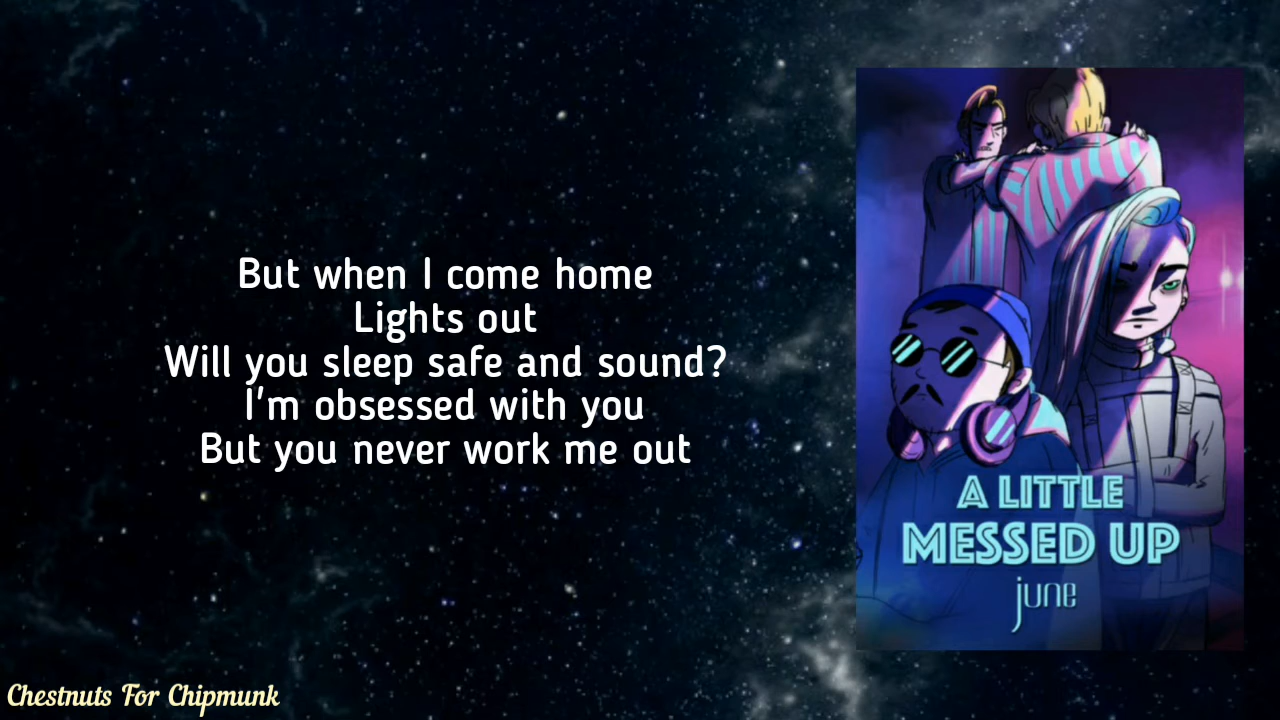 But when I come home
Lights out
Will you sleep safe and sound?
I'm obsessed with you
But you never work me out
A LITTLE
MESSED UP
june
Chestnuts For Chipmunk